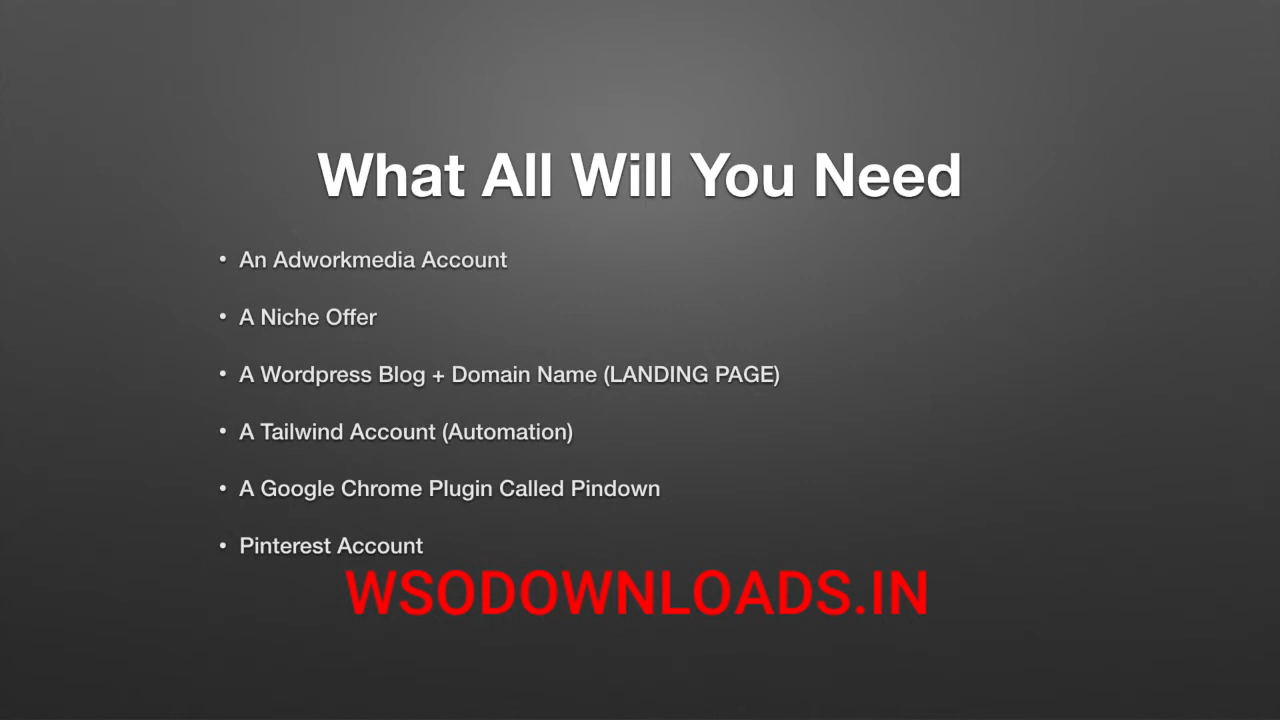 What All Will You Need
• An Adworkmedia Account
• A Niche Offer
• A Wordpress Blog + Domain Name (LANDING PAGE)
• A Tailwind Account (Automation)
• A Google Chrome Plugin Called Pindown
• Pinterest Account
WSODOWNLOADS.IN